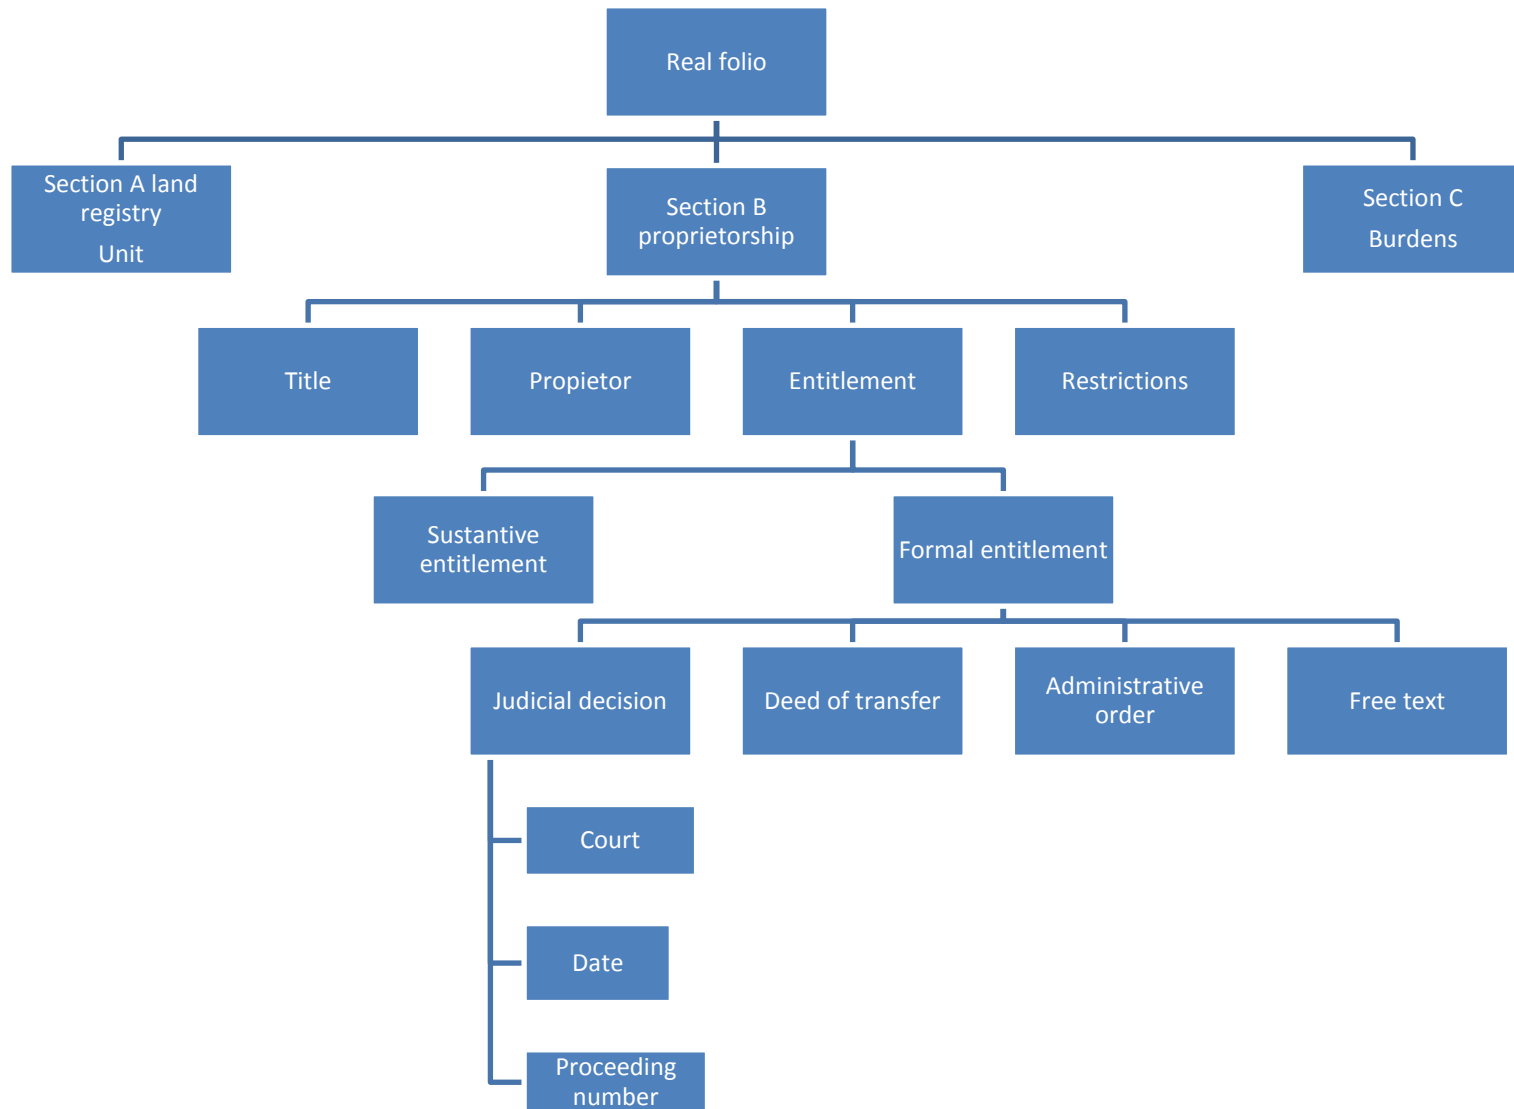 Real folio
Section A land
registry
Unit
Section B
proprietorship
Section C
Burdens
Title
Propietor
Entitlement
Restrictions
Sustantive
entitlement
Formal entitlement
Judicial decision
Deed of transfer
Administrative
order
Free text
Court
Date
Proceeding
number